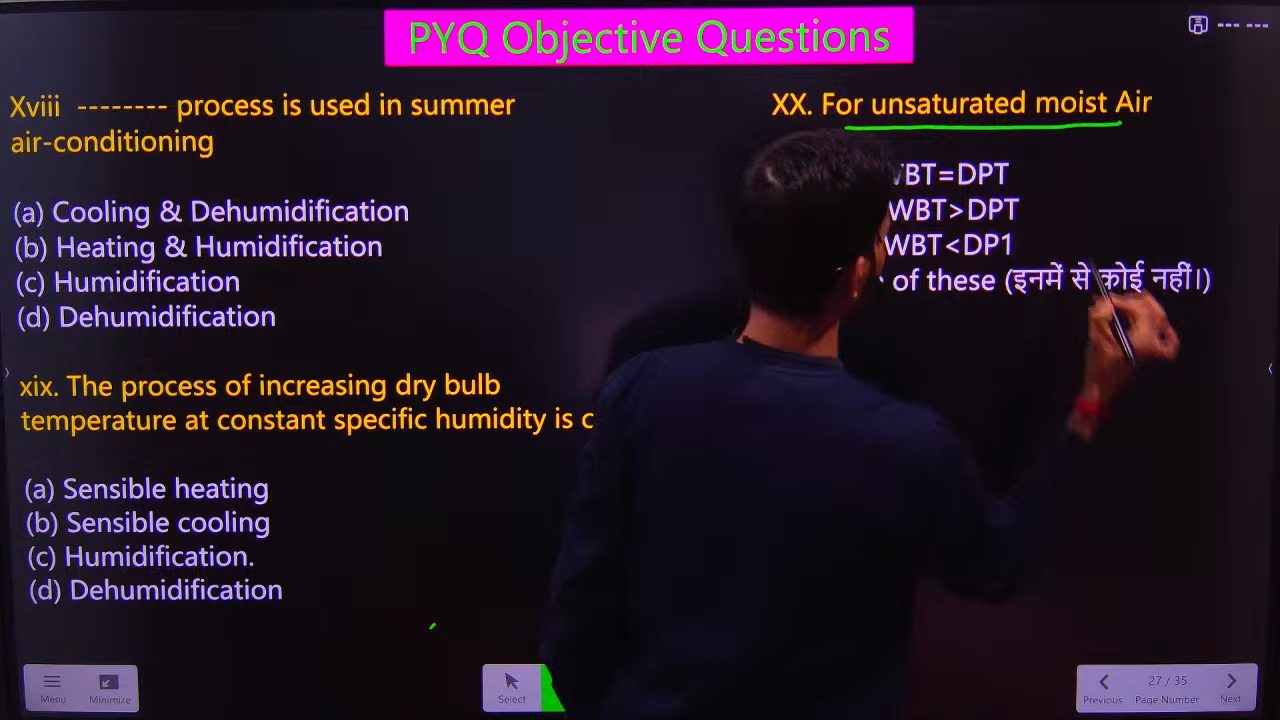 PYQ Objective Questions
Xviii -------- process is used in summer
air-conditioning
(a) Cooling & Dehumidification
(b) Heating & Humidification
(c) Humidification
(d) Dehumidification
xix. The process of increasing dry bulb
temperature at constant specific humidity is c
(a) Sensible heating
(b) Sensible cooling
(c) Humidification.
(d) Dehumidification
XX. For unsaturated moist Air
WBT=DPT
WBT>DPT
WBT<DP1
of these (इनमें से कोई नहीं।)
Menu
Minimize
Select
Previous
27 / 35
Page Number
Next